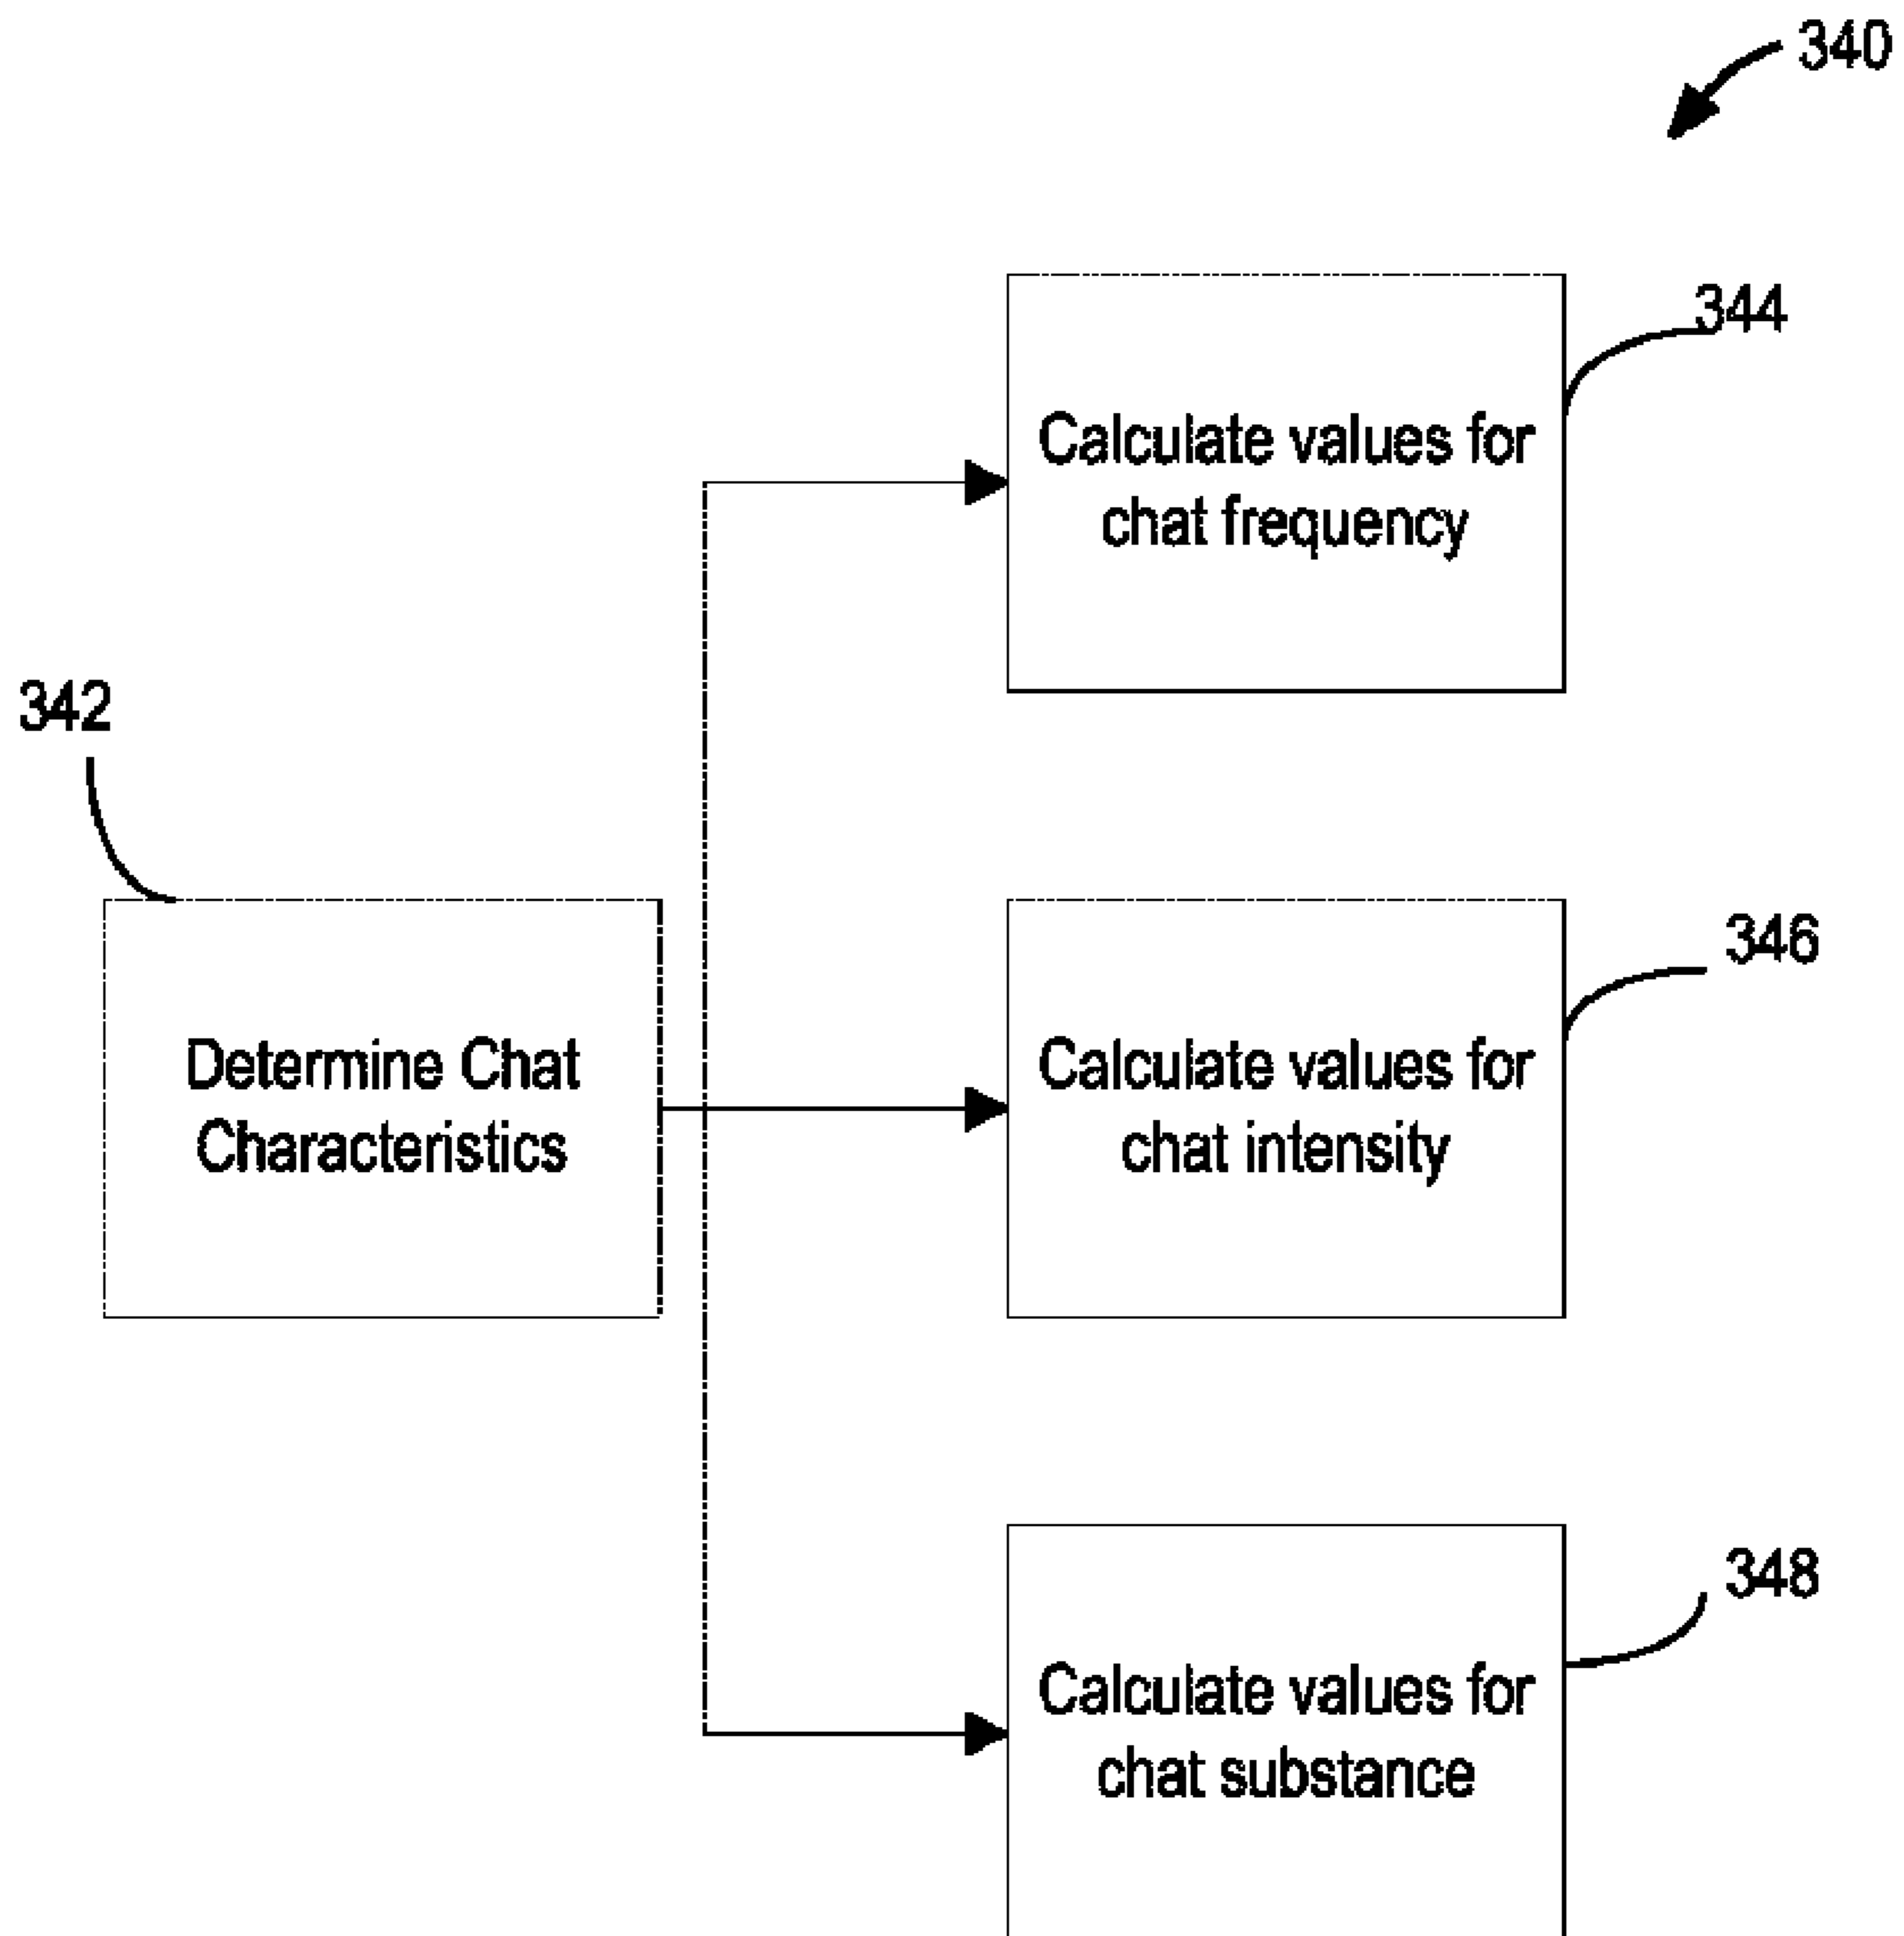 340
344
Calculate values for
chat frequency
342
346
Determine Chat
Characteristics
Calculate values for
chat intensity
348
Calculate values for
chat substance